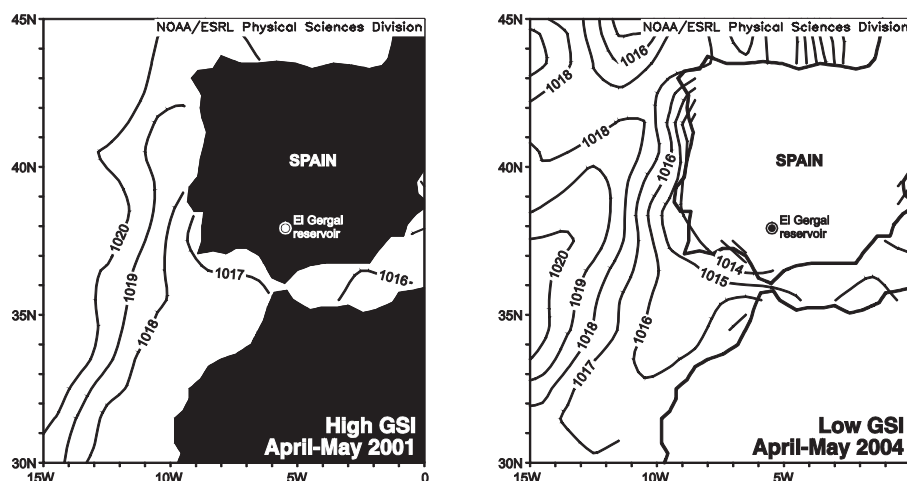 45N
NOAA/ESRL Physical Sciences Division
40N
SPAIN
El Gergal
reservoir
1020
1019
1018
1017
1016
35N
High GSI
April-May 2001
30N
15W
10W
5W
0
45N
NOAA/ESRL Physical Sciences Division
1018
1016
1018
1016
40N
SPAIN
El Gergal
reservoir
1020
1019
1018
1017
1016
1014
1015
35N
Low GSI
April-May 2004
30N
15W
10W
5W